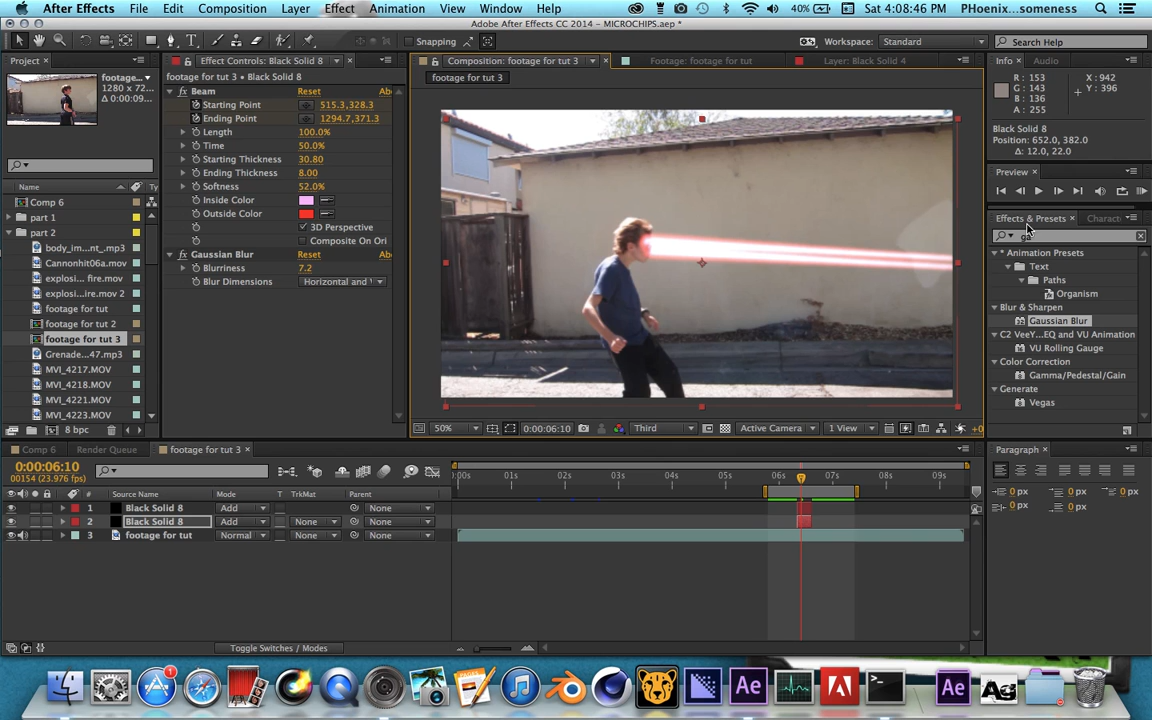 After Effects File Edit Composition Layer Effect Animation View Window Help 40% Sat 4:08:46 PM PHoenix...someness
Adobe After Effects CC 2014 – MICROCHIPS.aep *
Snapping Workspace: Standard Search Help
Project × Effect Controls: Black Solid 8 × Composition: footage for tut 3 × Footage: footage for tut Layer: Black Solid 4 Info × Audio
footage... ▼
1280 x 72...
Δ 0:00:09...
footage for tut 3 • Black Solid 8
footage for tut 3
R : 153 X : 942
G : 143 Y : 396
B : 136
A : 255
Black Solid 8
Position: 652.0, 382.0
Δ: 12.0, 22.0
fx Beam Reset Ab
Starting Point 515.3,328.3
Ending Point 1294.7,371.3
Length 100.0%
Time 50.0%
Starting Thickness 30.80
Ending Thickness 8.00
Softness 52.0%
Inside Color
Outside Color
3D Perspective
Composite On Ori
fx Gaussian Blur Reset Ab
Blurriness 7.2
Blur Dimensions Horizontal and
Name Ty
Comp 6
part 1
part 2
body_im...nt_.mp3
Cannonhit06a.mov
explosi... fire.mov
explosi...ire.mov 2
footage for tut
footage for tut 2
footage for tut 3
Grenade...47.mp3
MVI_4217.MOV
MVI_4218.MOV
MVI_4221.MOV
MVI_4223.MOV
8 bpc
Preview ×
Effects & Presets × Charact
ga
* Animation Presets
Text
Paths
Organism
Blur & Sharpen
Gaussian Blur
C2 VeeY...EQ and VU Animation
VU Rolling Gauge
Color Correction
Gamma/Pedestal/Gain
Generate
Vegas
50% 0:00:06:10 Third Active Camera 1 View +0
Comp 6 Render Queue footage for tut 3 ×
0:00:06:10
00154 (23.976 fps)
:00s 01s 02s 03s 04s 05s 06s 07s 08s 09s
# Source Name Mode T TrkMat Parent
1 Black Solid 8 Add None
2 Black Solid 8 Add None None
3 footage for tut Normal None None
Toggle Switches / Modes
Paragraph ×
0 px 0 px 0 px
0 px 0 px
1
Ae Ae Ag